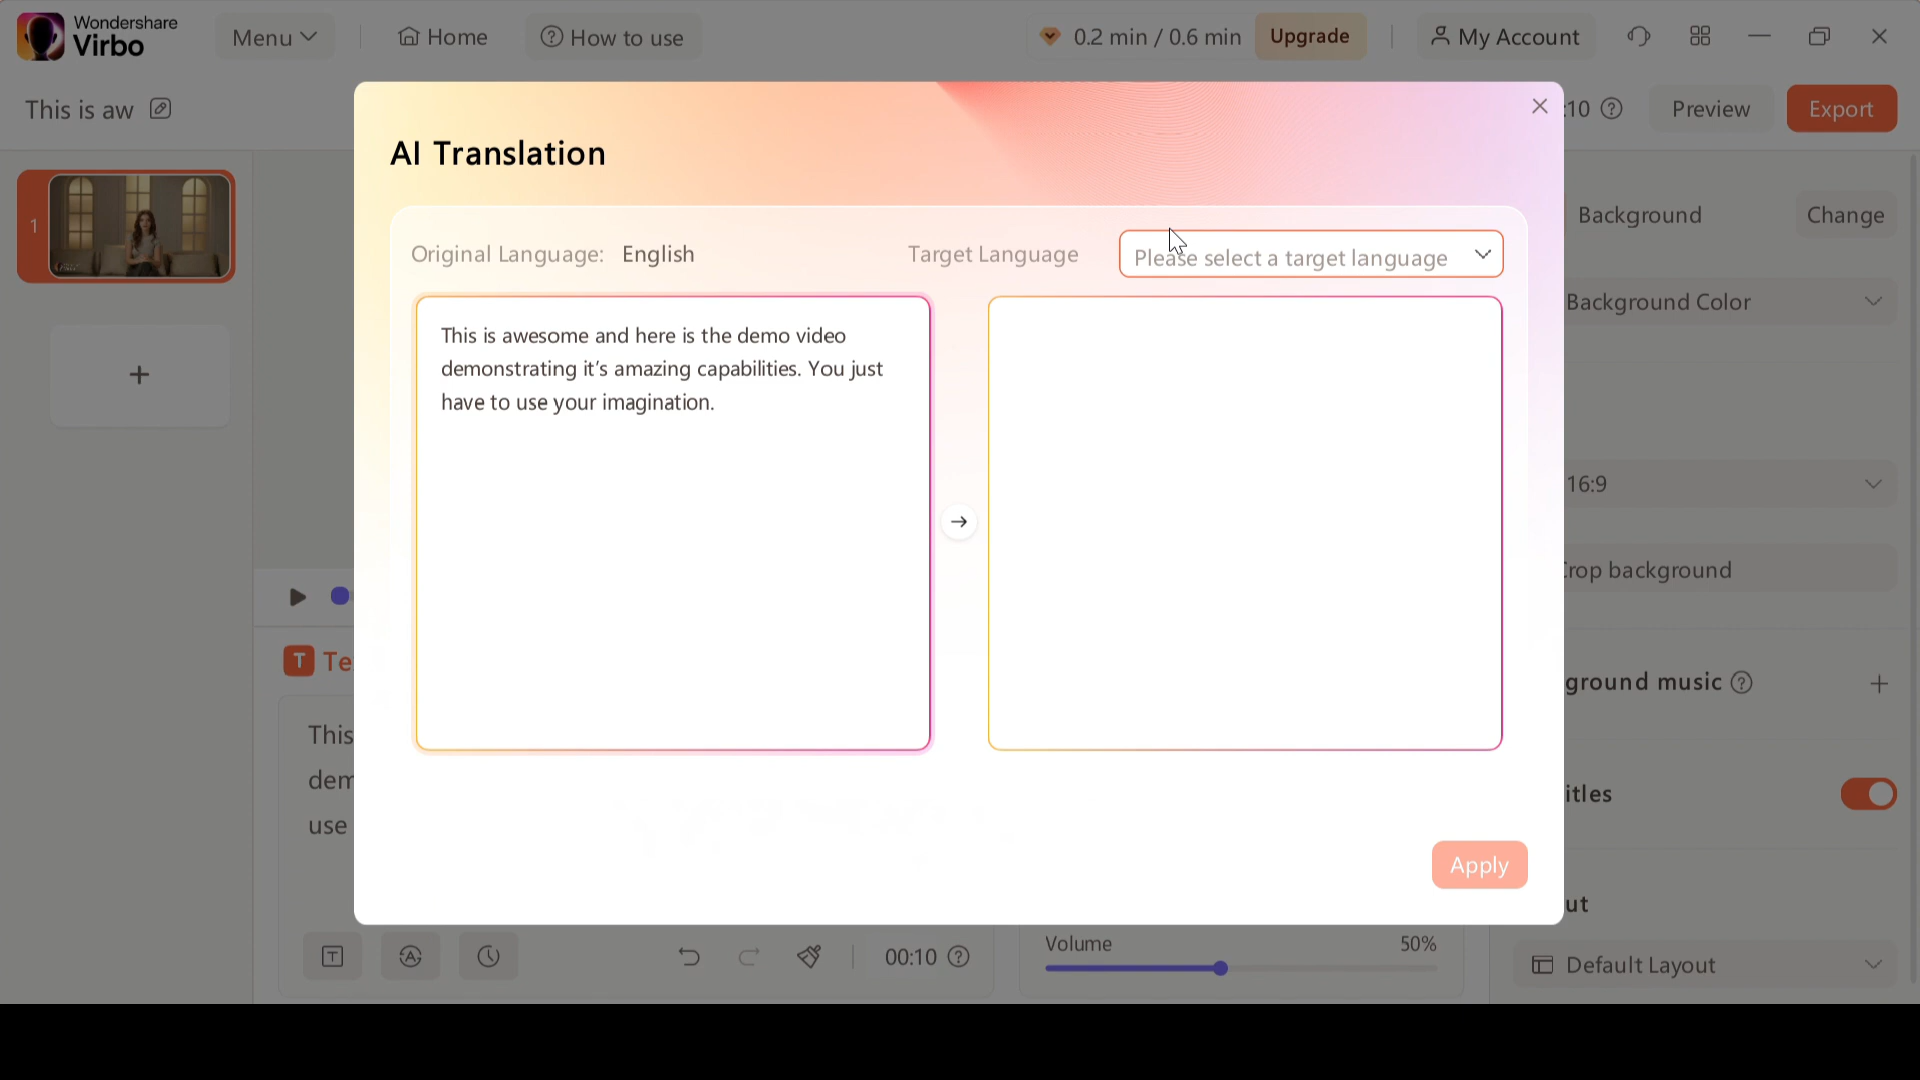 Wondershare
Virbo
Menu
Home
How to use
0.2 min / 0.6 min
Upgrade
My Account
This is aw
:10
Preview
Export
AI Translation
Original Language: English
Target Language
Please select a target language
This is awesome and here is the demo video
demonstrating it's amazing capabilities. You just
have to use your imagination.
Apply
1
Background
Change
Background Color
16:9
rop background
ground music
itles
ut
Default Layout
T
Te
This
dem
use
00:10
Volume
50%